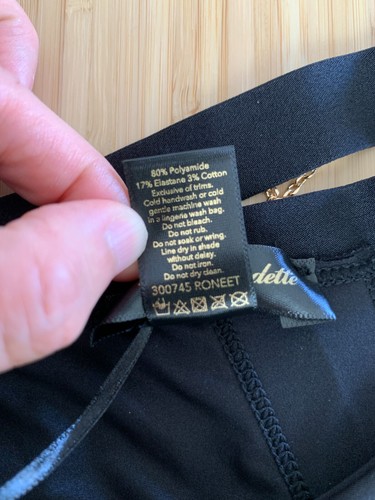 80% Polyamide
17% Elastane 3% Cotton
Exclusive of trims.
Cold handwash or cold
gentle machine wash
in a lingerie wash bag.
Do not bleach.
Do not rub.
Do not soak or wring.
Line dry in shade
without delay.
Do not iron.
Do not dry clean.
300745 RONEET
dette